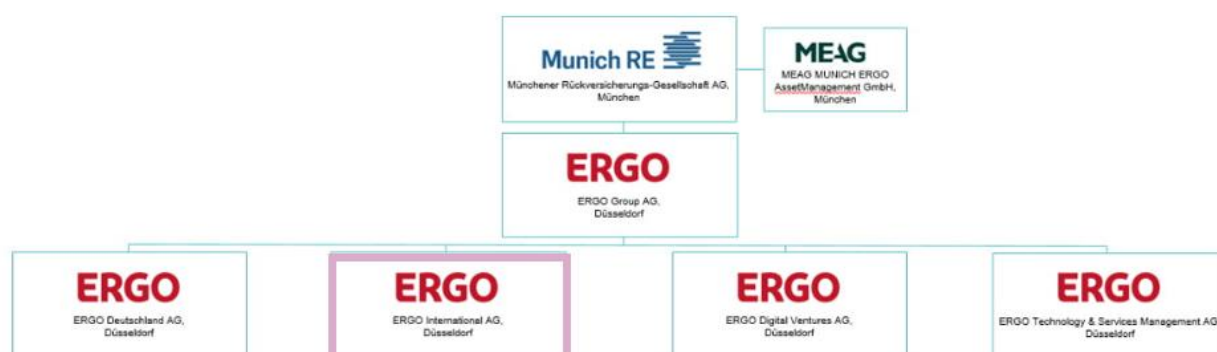 Munich RE
Münchener Rückversicherungs-Gesellschaft AG,
München
MEAG
MEAG MUNICH ERGO
AssetManagement GmbH,
München
ERGO
ERGO Group AG,
Düsseldorf
ERGO
ERGO Deutschland AG,
Düsseldorf
ERGO
ERGO International AG,
Düsseldorf
ERGO
ERGO Digital Ventures AG,
Düsseldorf
ERGO
ERGO Technology & Services Management AG
Düsseldorf